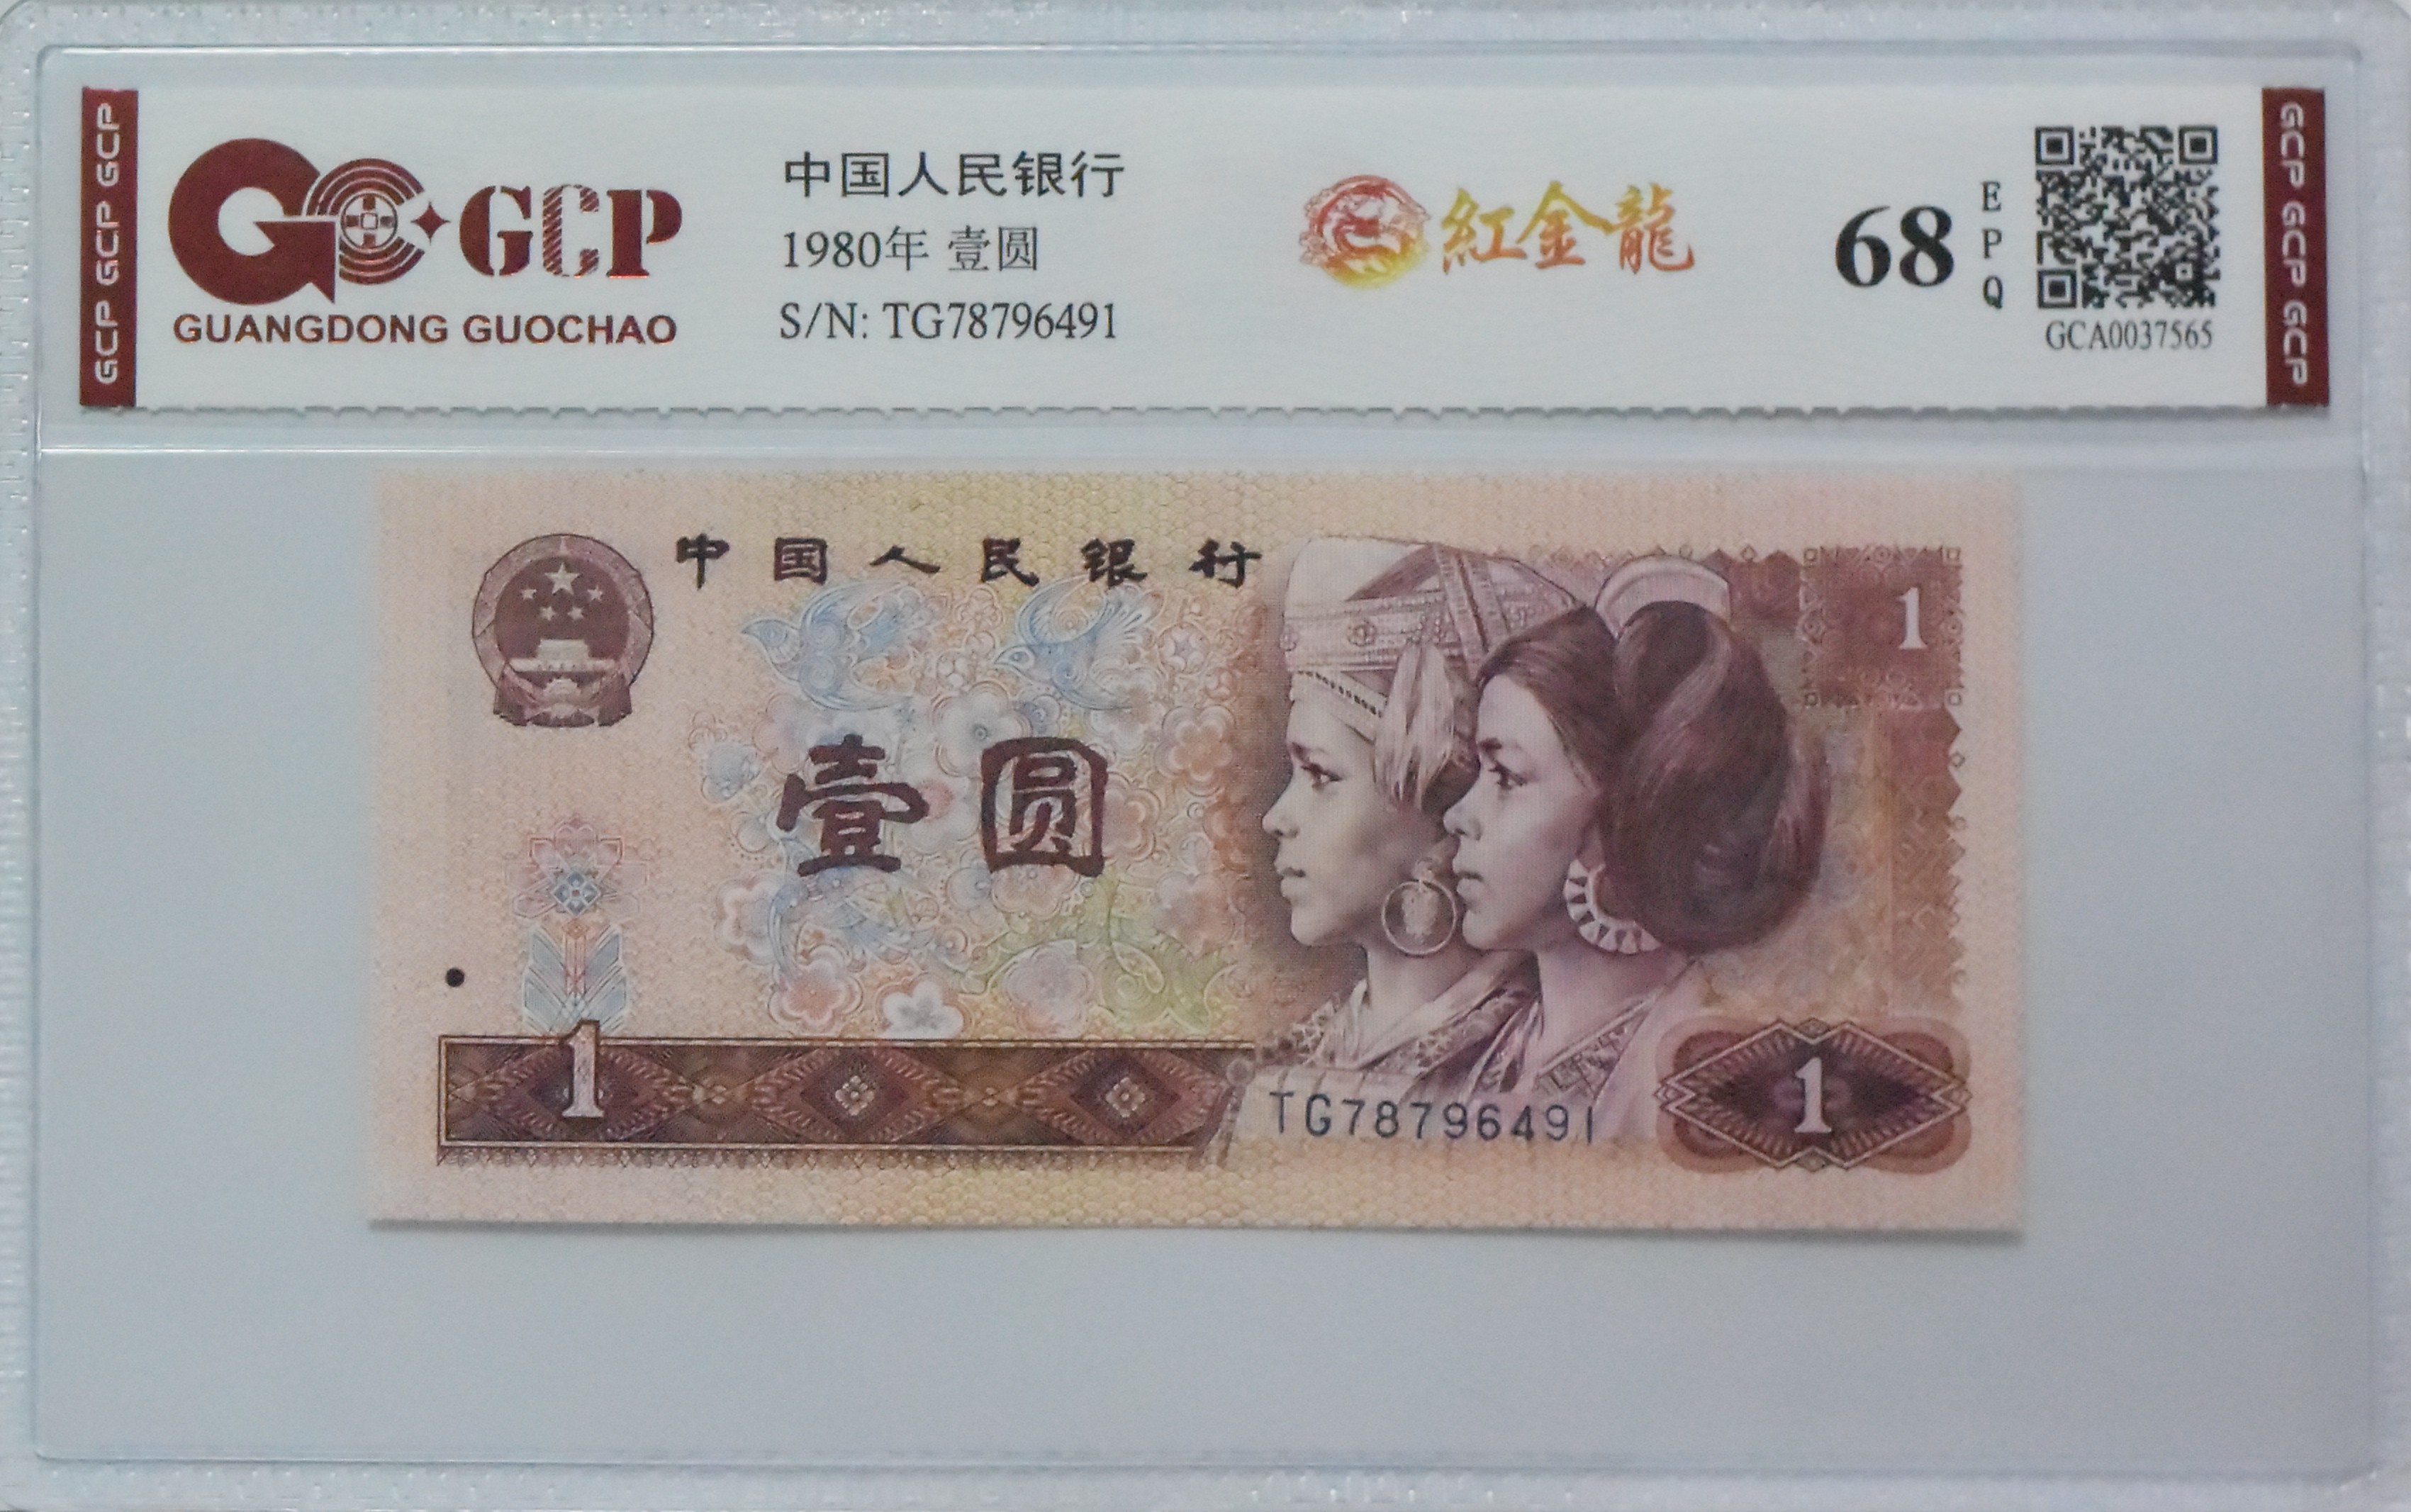 GCP GCP GCP
GCP
GUANGDONG GUOCHAO
中国人民银行
1980年 壹圆
S/N: TG78796491
紅金龍
68
E
P
Q
GCA0037565
GCP GCP GCP
中国人民银行
1
壹圆
1
TG78796491
1